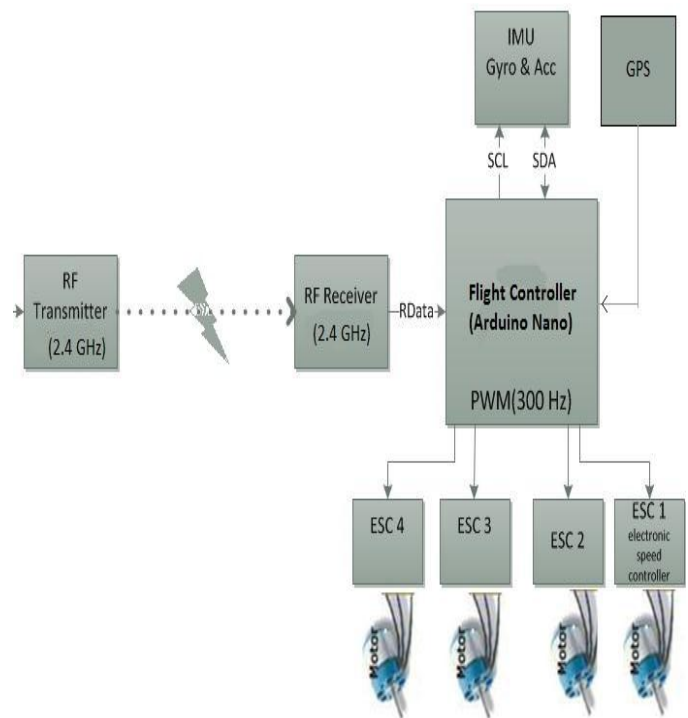 IMU
Gyro & Acc
GPS
SCL
SDA
RF
Transmitter
(2.4 GHz)
RF Receiver
(2.4 GHz)
RData
Flight Controller
(Arduino Nano)
PWM(300 Hz)
ESC 4
ESC 3
ESC 2
ESC 1
electronic
speed
controller
Motor
Motor
Motor
Motor